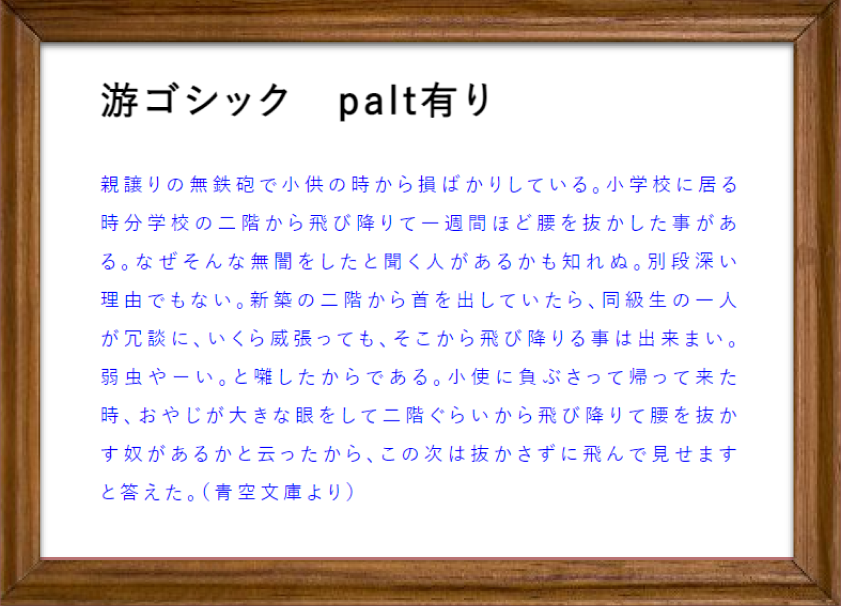 游ゴシック　palt有り
親譲りの無鉄砲で小供の時から損ばかりしている。小学校に居る
時分学校の二階から飛び降りて一週間ほど腰を抜かした事があ
る。なぜそんな無闇をしたと聞く人があるかも知れぬ。別段深い
理由でもない。新築の二階から首を出していたら、同級生の一人
が冗談に、いくら威張っても、そこから飛び降りる事は出来まい。
弱虫やーい。と囃したからである。小使に負ぶさって帰って来た
時、おやじが大きな眼をして二階ぐらいから飛び降りて腰を抜か
す奴があるかと云ったから、この次は抜かさずに飛んで見せます
と答えた。（青空文庫より）